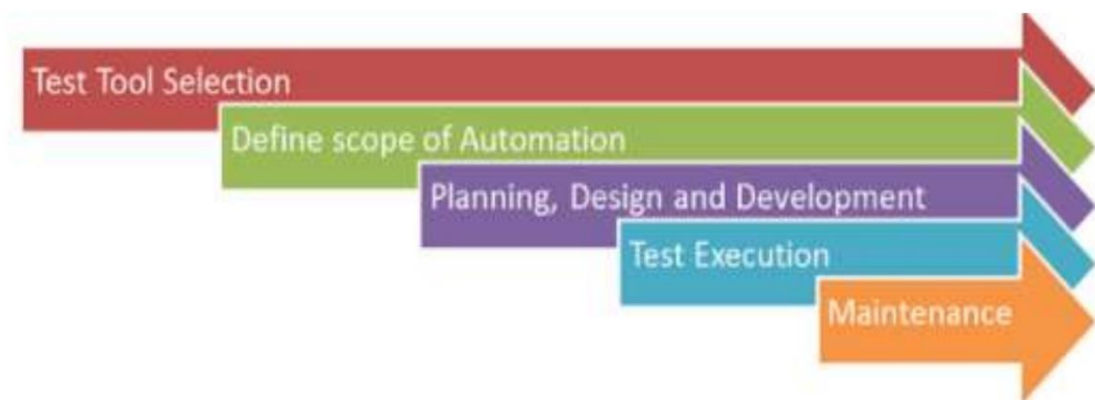 Test Tool Selection
Define scope of Automation
Planning, Design and Development
Test Execution
Maintenance